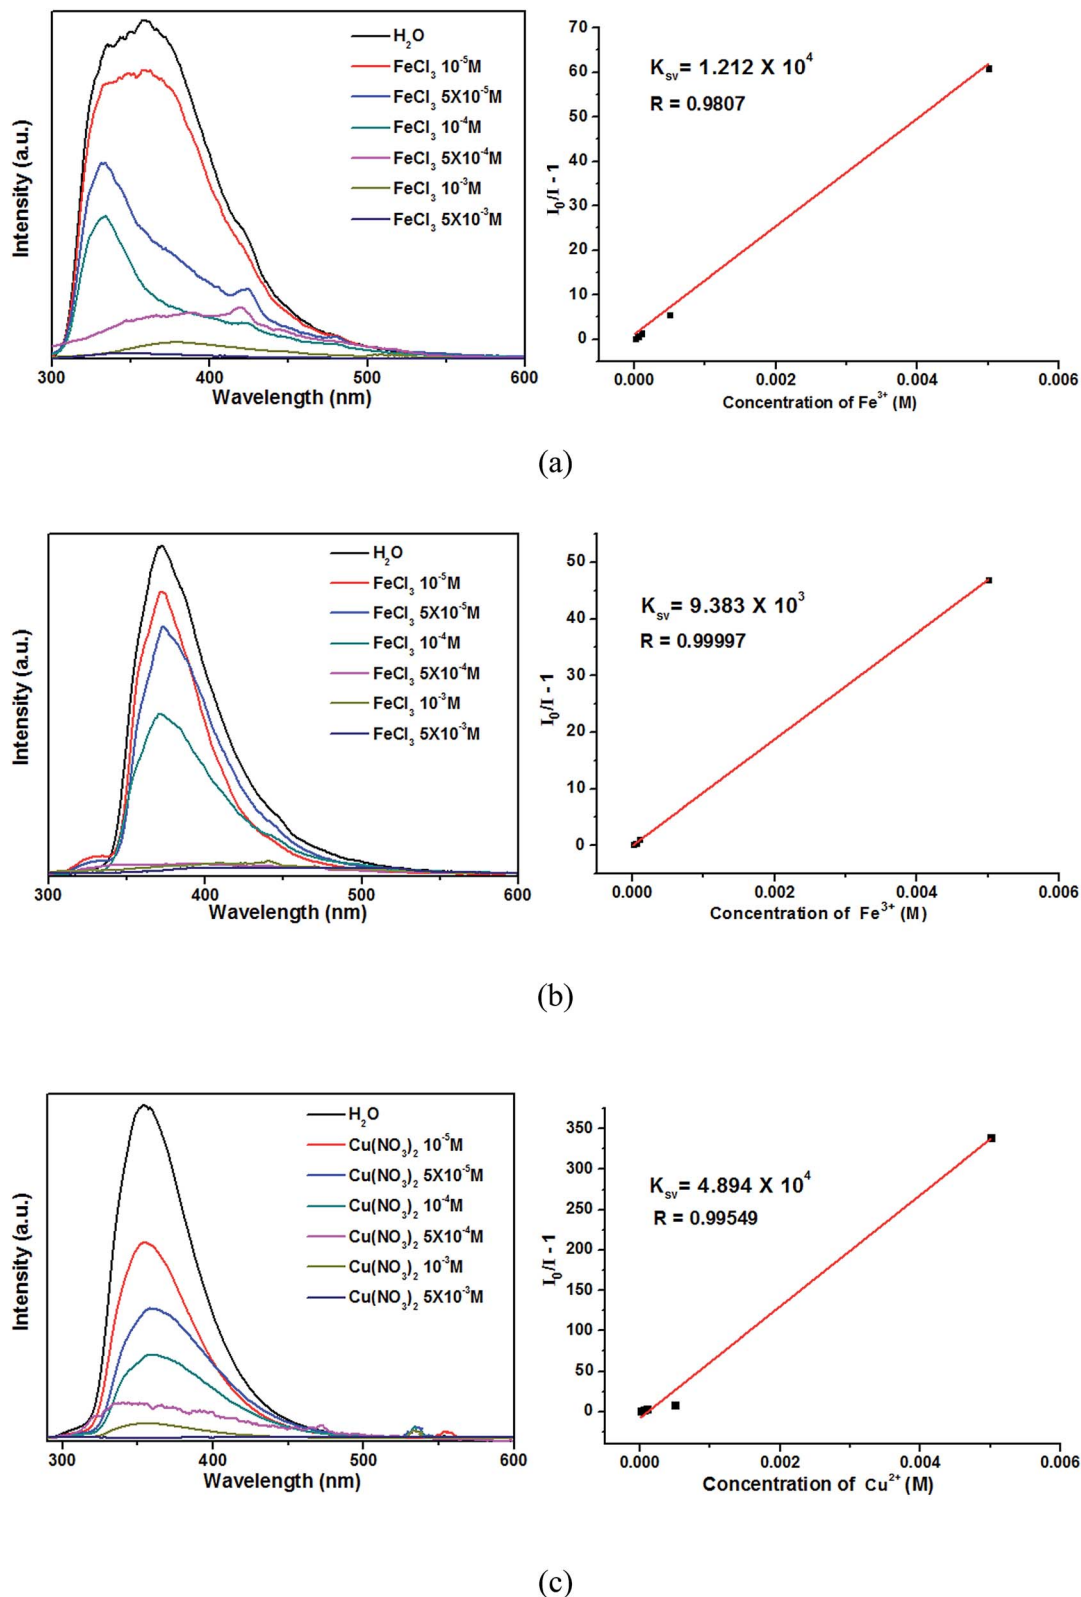 Intensity (a.u.)
H₂O
FeCl₃ 10⁻⁵M
FeCl₃ 5X10⁻⁵M
FeCl₃ 10⁻⁴M
FeCl₃ 5X10⁻⁴M
FeCl₃ 10⁻³M
FeCl₃ 5X10⁻³M
300 400 500 600
Wavelength (nm)
I₀/I - 1
70
60
50
40
30
20
10
0
Kₛᵥ= 1.212 X 10⁴
R = 0.9807
0.000 0.002 0.004 0.006
Concentration of Fe³⁺ (M)
(a)
Intensity (a.u.)
H₂O
FeCl₃ 10⁻⁵M
FeCl₃ 5X10⁻⁵M
FeCl₃ 10⁻⁴M
FeCl₃ 5X10⁻⁴M
FeCl₃ 10⁻³M
FeCl₃ 5X10⁻³M
300 400 500 600
Wavelength (nm)
I₀/I - 1
50
40
30
20
10
0
Kₛᵥ= 9.383 X 10³
R = 0.99997
0.000 0.002 0.004 0.006
Concentration of Fe³⁺ (M)
(b)
Intensity (a.u.)
H₂O
Cu(NO₃)₂ 10⁻⁵M
Cu(NO₃)₂ 5X10⁻⁵M
Cu(NO₃)₂ 10⁻⁴M
Cu(NO₃)₂ 5X10⁻⁴M
Cu(NO₃)₂ 10⁻³M
Cu(NO₃)₂ 5X10⁻³M
300 400 500 600
Wavelength (nm)
I₀/I - 1
350
300
250
200
150
100
50
0
Kₛᵥ= 4.894 X 10⁴
R = 0.99549
0.000 0.002 0.004 0.006
Concentration of Cu²⁺ (M)
(c)